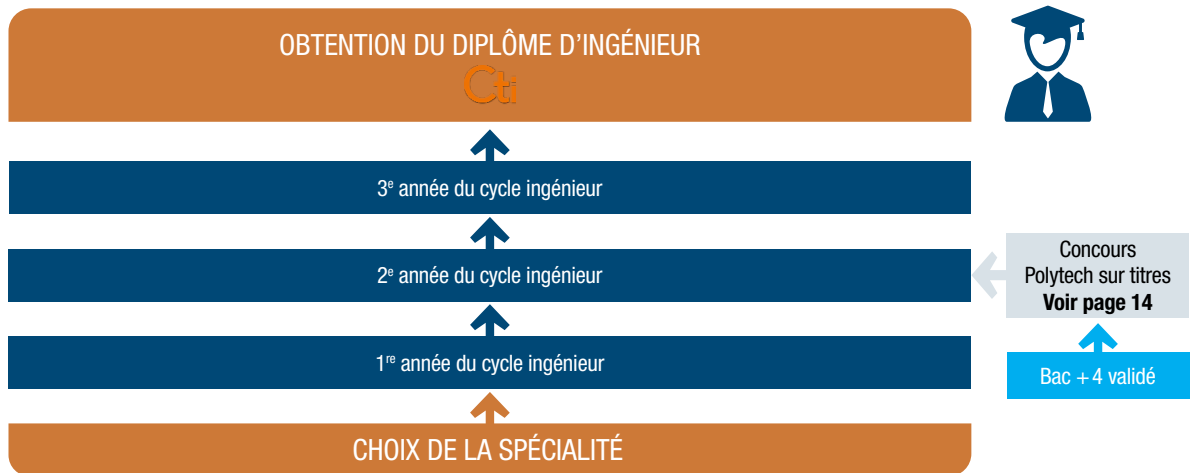 OBTENTION DU DIPLÔME D'INGÉNIEUR
Cti
3e année du cycle ingénieur
2e année du cycle ingénieur
Concours
Polytech sur titres
Voir page 14
1re année du cycle ingénieur
Bac + 4 validé
CHOIX DE LA SPÉCIALITÉ